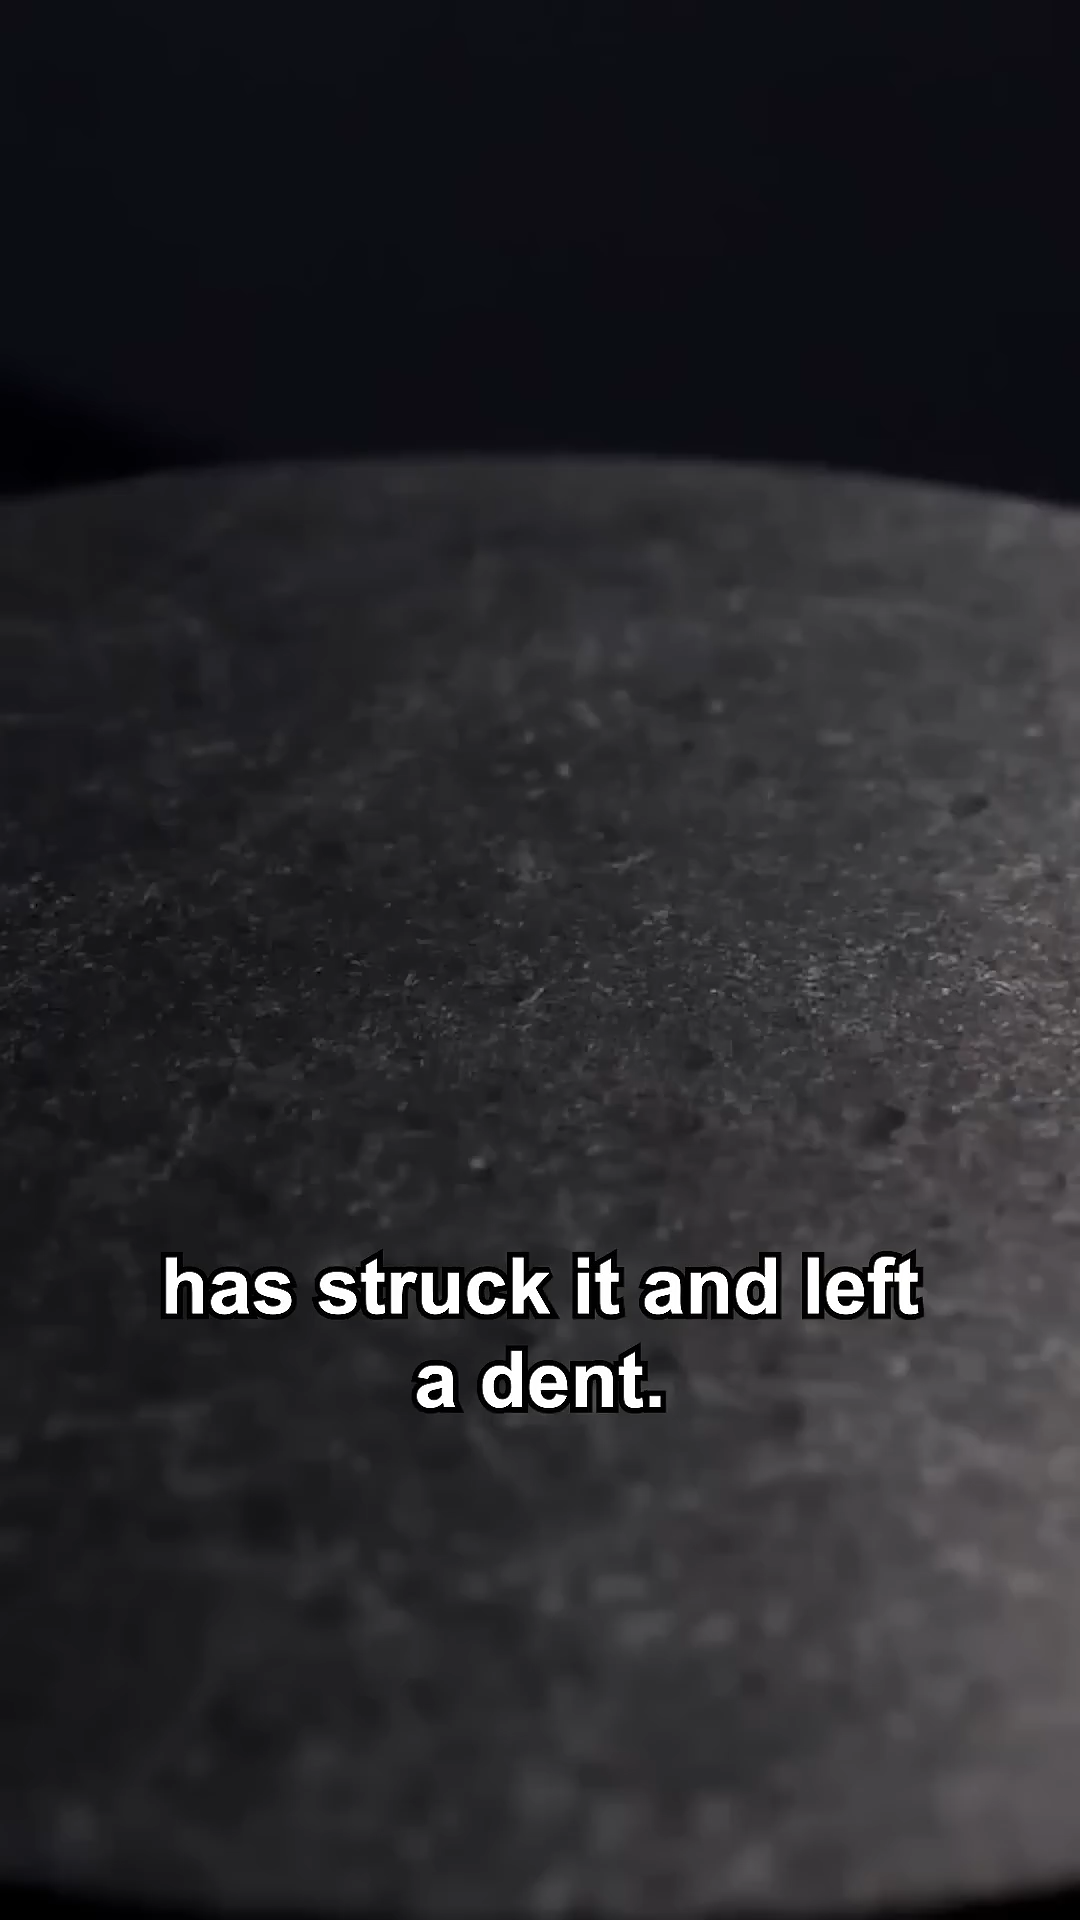 has struck it and left
a dent.